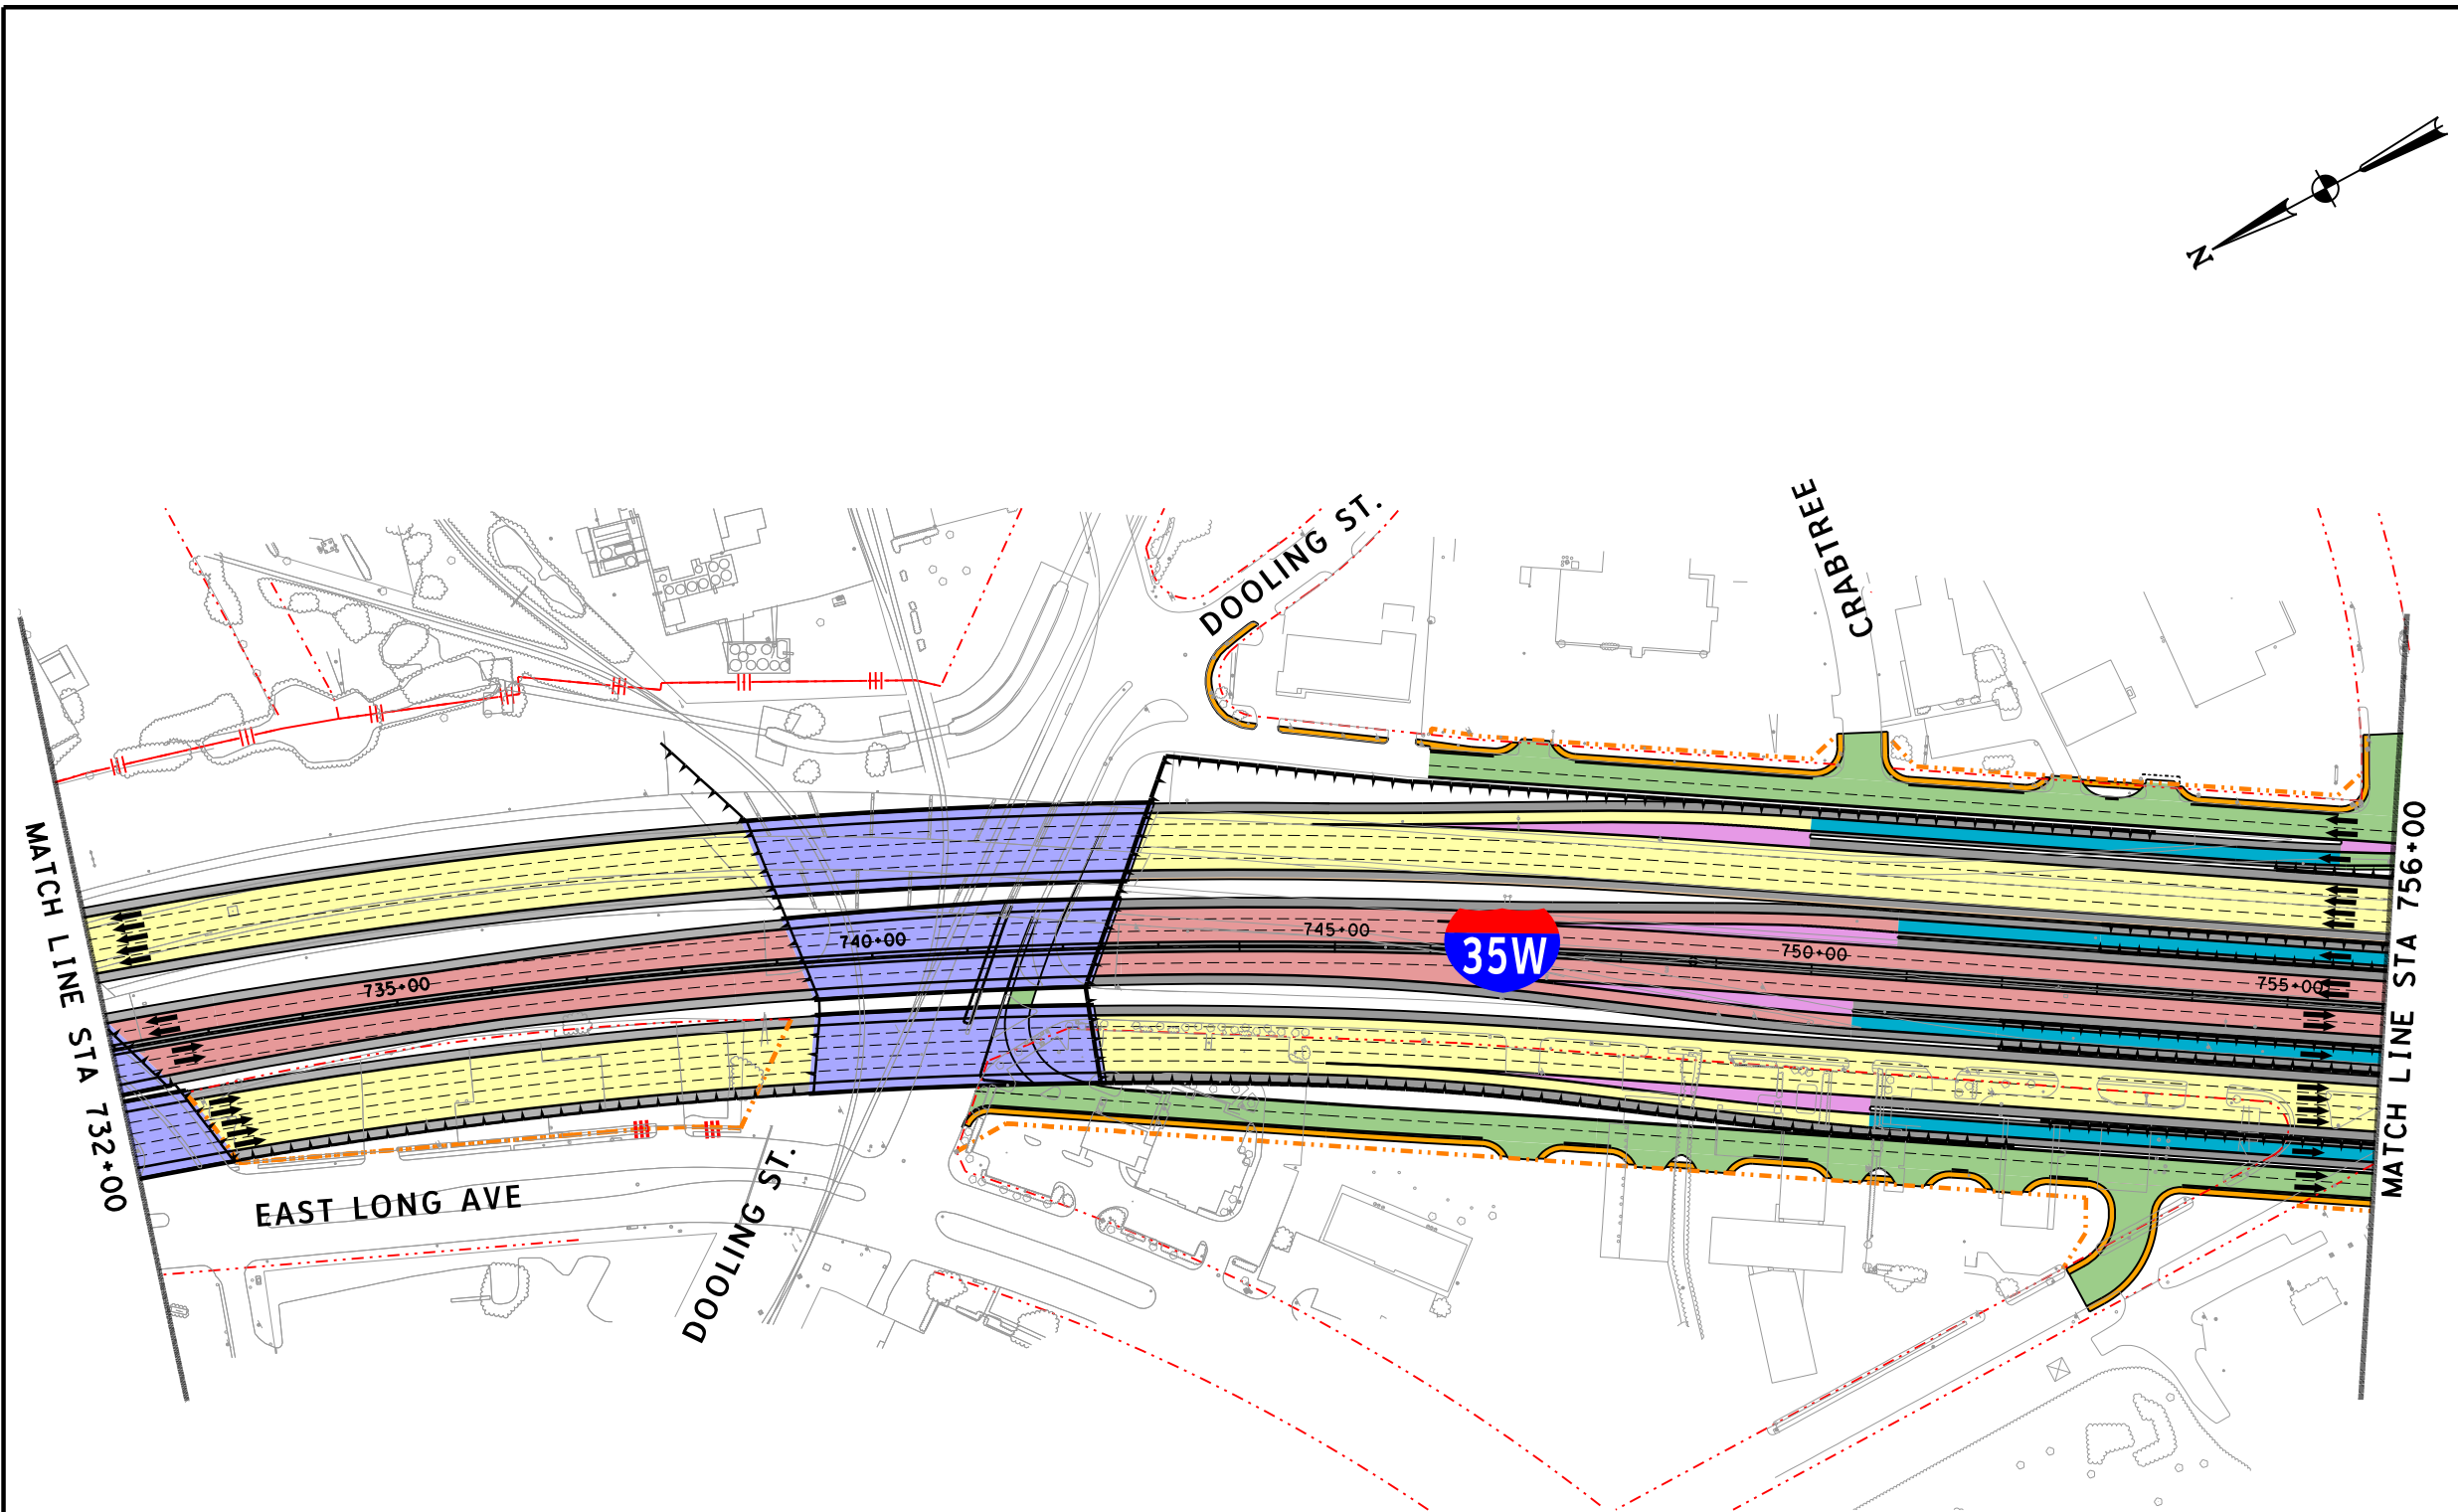 N
DOOLING ST.
CRABTREE
MATCH LINE STA 732+00
735+00
740+00
745+00
35W
750+00
755+00
MATCH LINE STA 756+00
EAST LONG AVE
DOOLING ST.